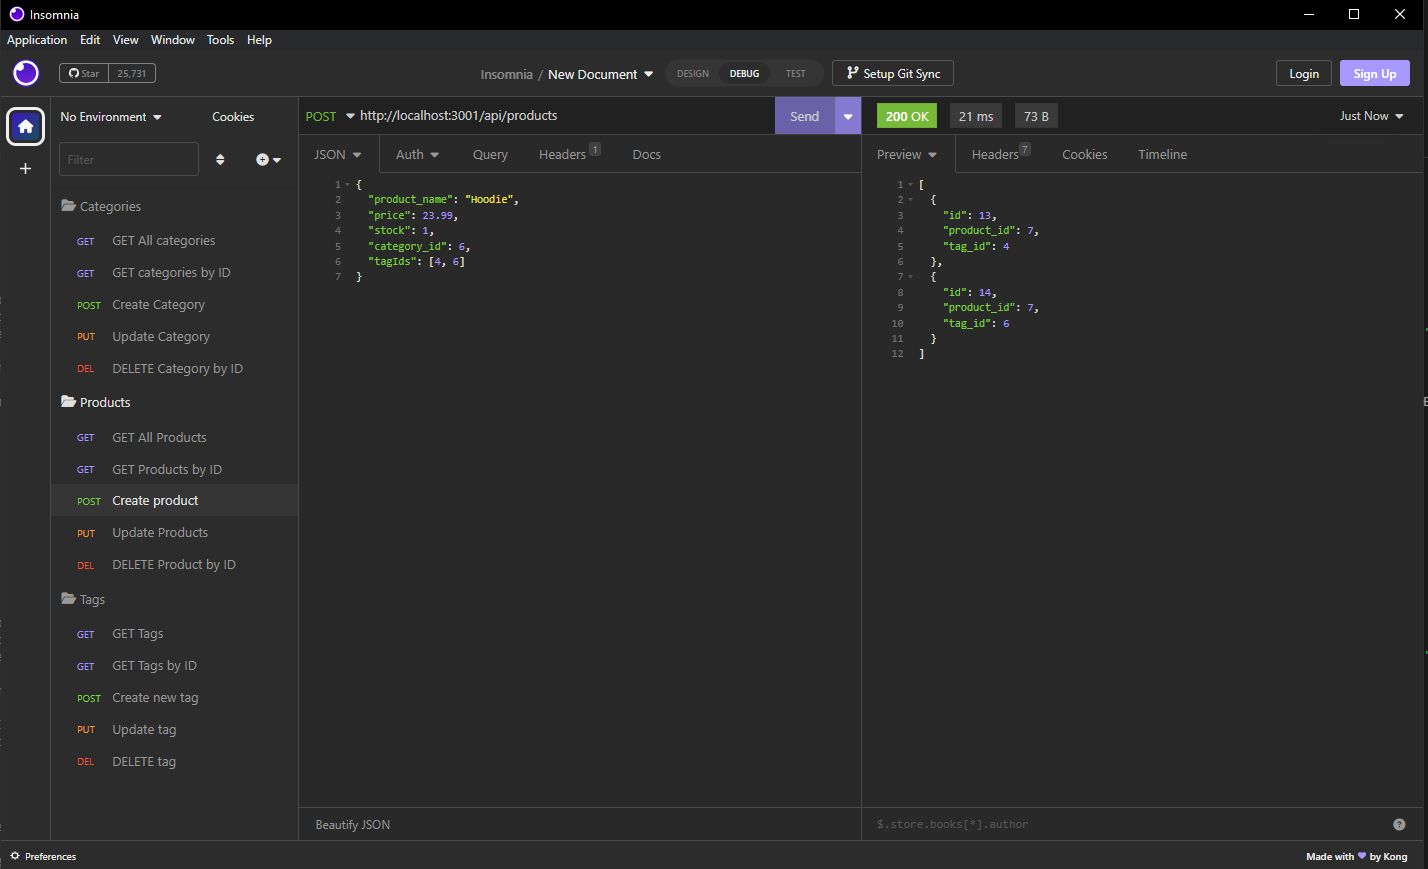 Insomnia
Application Edit View Window Tools Help
Star 25,731
Insomnia / New Document
DESIGN DEBUG TEST
Setup Git Sync
Login Sign Up
No Environment Cookies
Filter
Categories
GET GET All categories
GET GET categories by ID
POST Create Category
PUT Update Category
DEL DELETE Category by ID
Products
GET GET All Products
GET GET Products by ID
POST Create product
PUT Update Products
DEL DELETE Product by ID
Tags
GET GET Tags
GET GET Tags by ID
POST Create new tag
PUT Update tag
DEL DELETE tag
POST http://localhost:3001/api/products Send
JSON Auth Query Headers 1 Docs
1 {
2 "product_name": "Hoodie",
3 "price": 23.99,
4 "stock": 1,
5 "category_id": 6,
6 "tagIds": [4, 6]
7 }
Beautify JSON
200 OK 21 ms 73 B Just Now
Preview Headers 7 Cookies Timeline
1 [
2 {
3 "id": 13,
4 "product_id": 7,
5 "tag_id": 4
6 },
7 {
8 "id": 14,
9 "product_id": 7,
10 "tag_id": 6
11 }
12 ]
$.store.books[*].author
Preferences
Made with ❤ by Kong